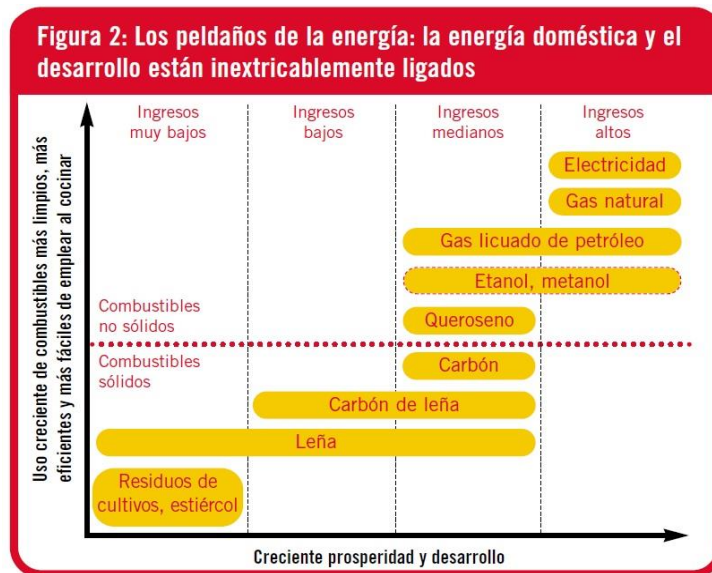 Figura 2: Los peldaños de la energía: la energía doméstica y el
desarrollo están inextricablemente ligados
Uso creciente de combustibles más limpios, más
eficientes y más fáciles de emplear al cocinar
Ingresos
muy bajos
Ingresos
bajos
Ingresos
medianos
Ingresos
altos
Electricidad
Gas natural
Gas licuado de petróleo
Etanol, metanol
Combustibles
no sólidos
Queroseno
Combustibles
sólidos
Carbón
Carbón de leña
Leña
Residuos de
cultivos, estiércol
Creciente prosperidad y desarrollo